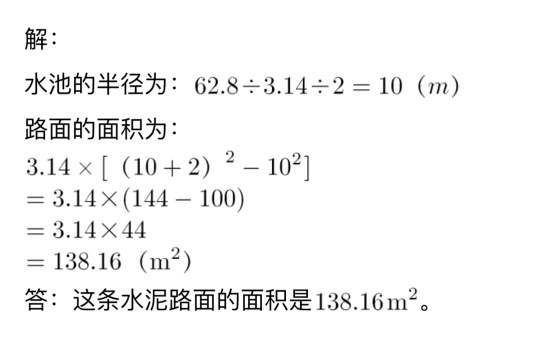 解：
水池的半径为：62.8÷3.14÷2 = 10（m）
路面的面积为：
3.14 × [（10 + 2）² − 10²]
= 3.14×(144 − 100)
= 3.14×44
= 138.16（m²）
答：这条水泥路面的面积是138.16m²。